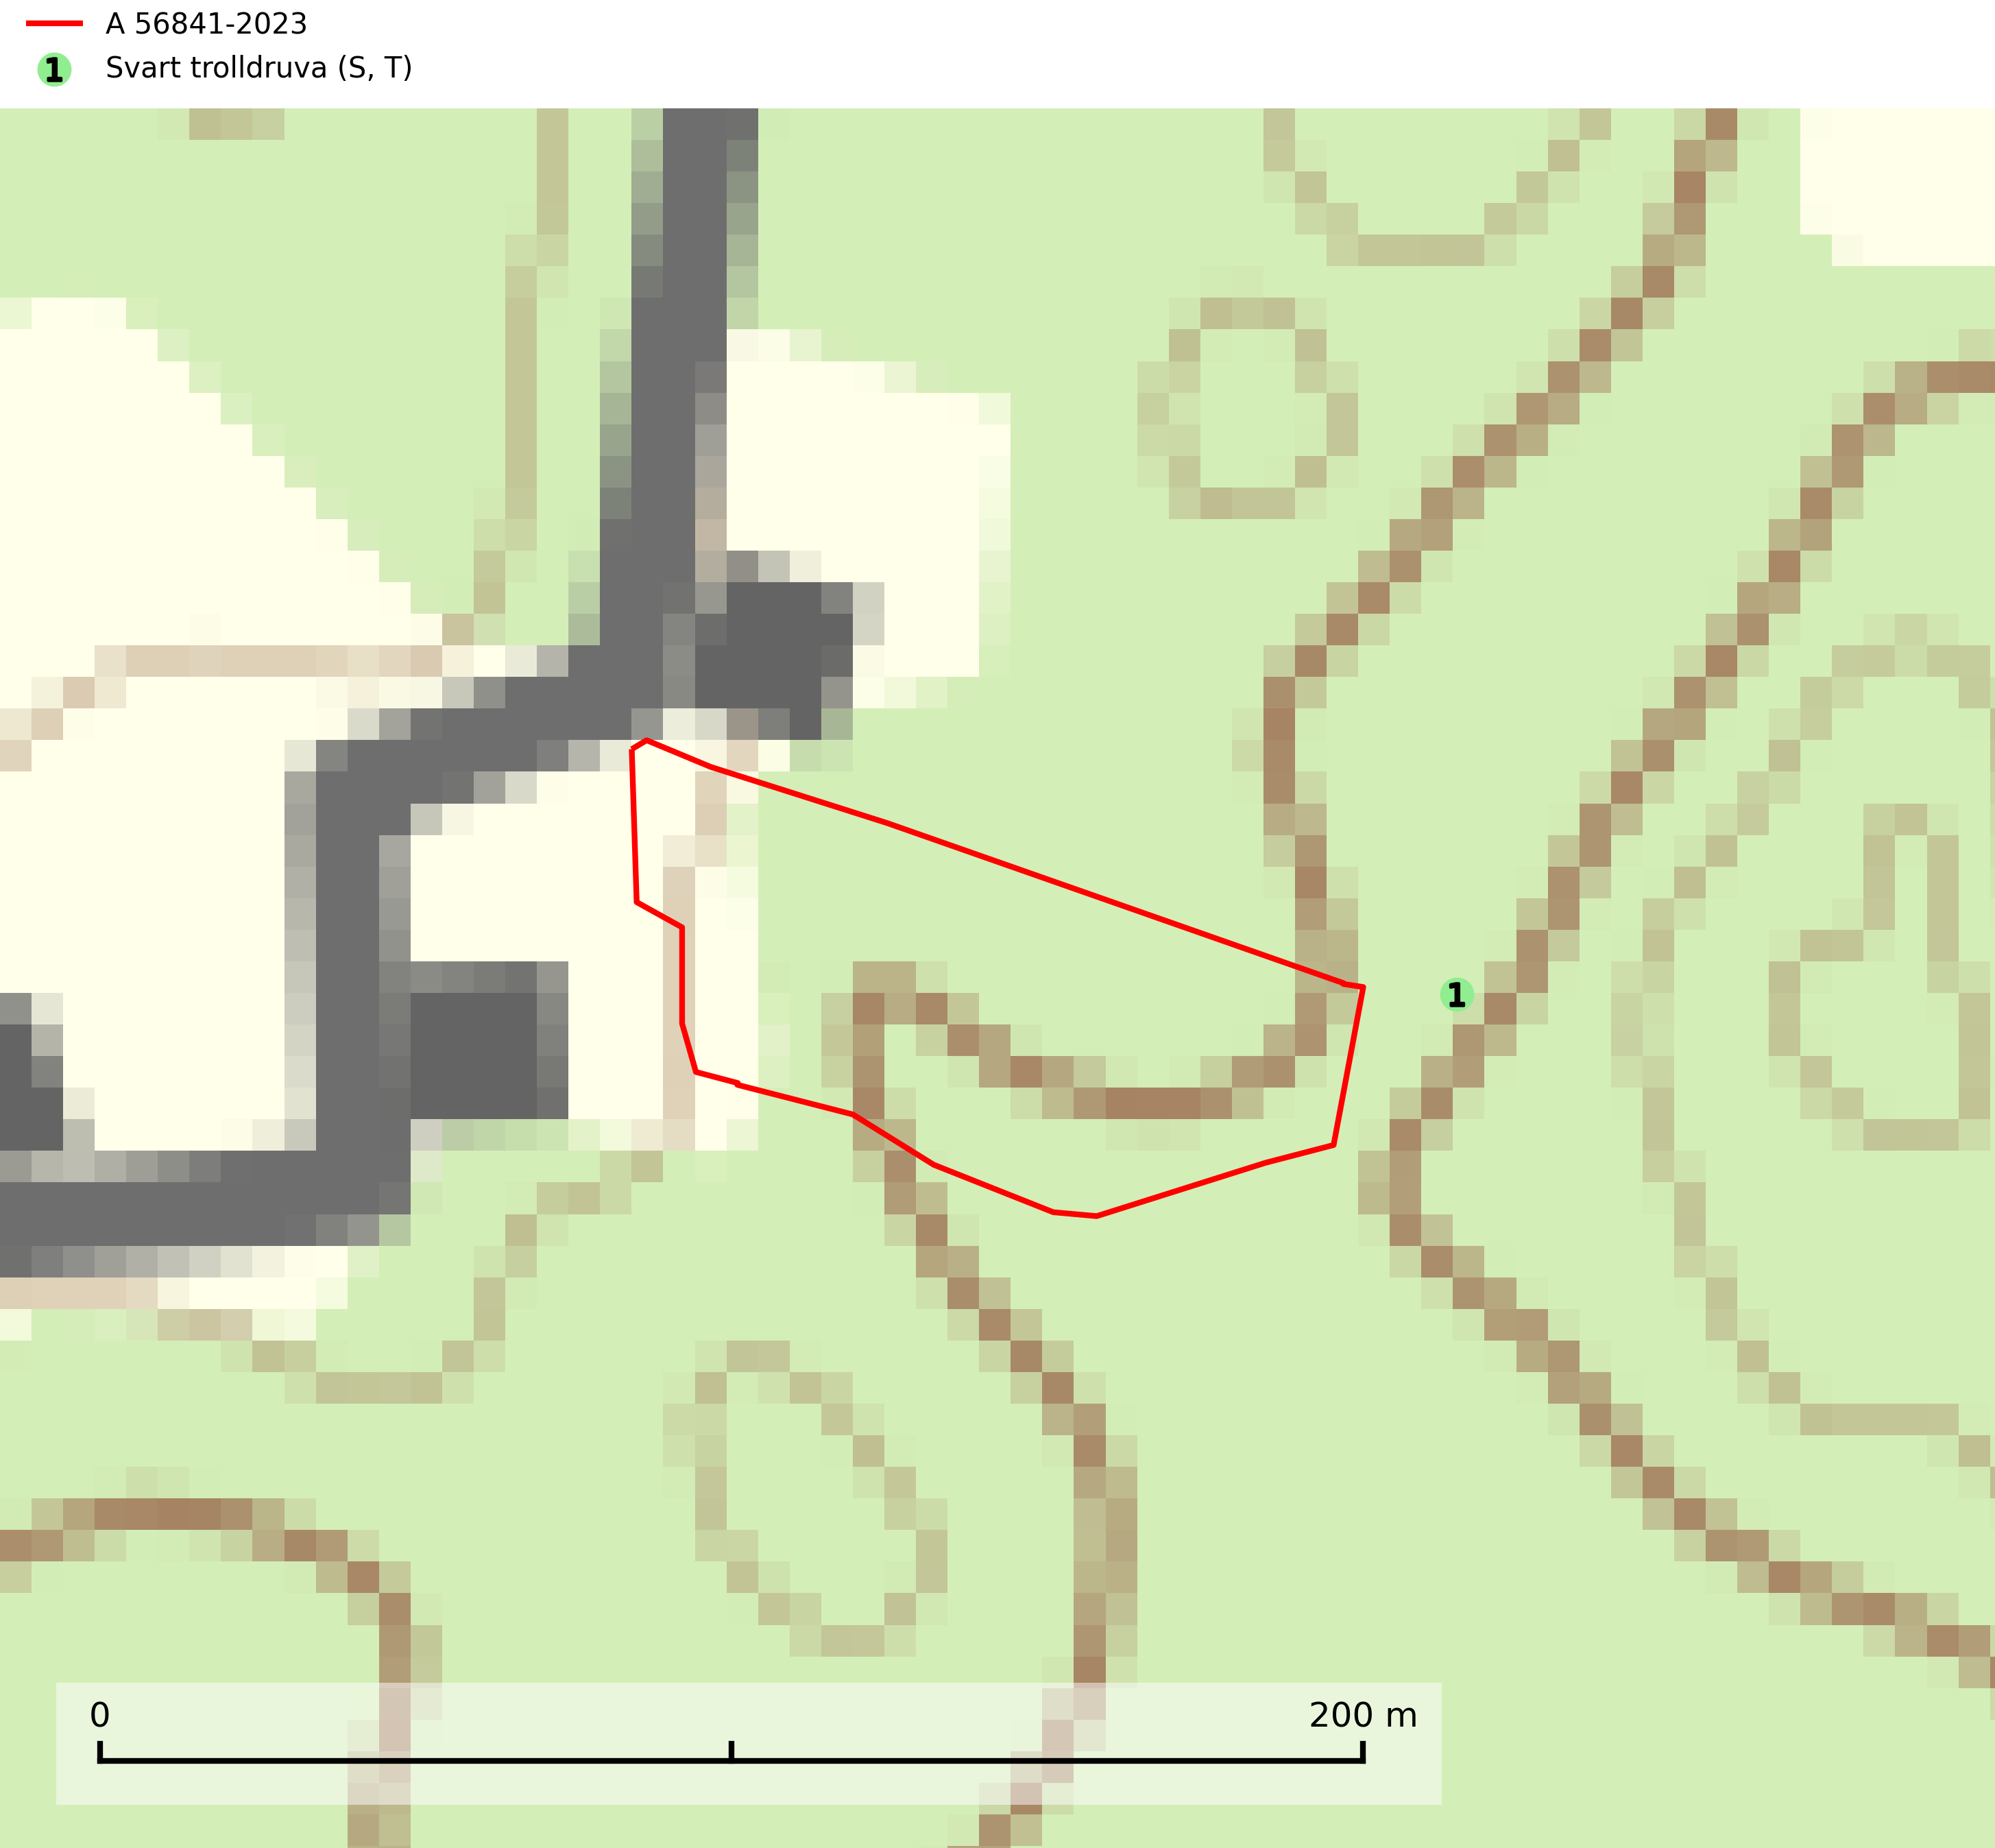 A 56841-2023
1 Svart trolldruva (S, T)
1
0 200 m